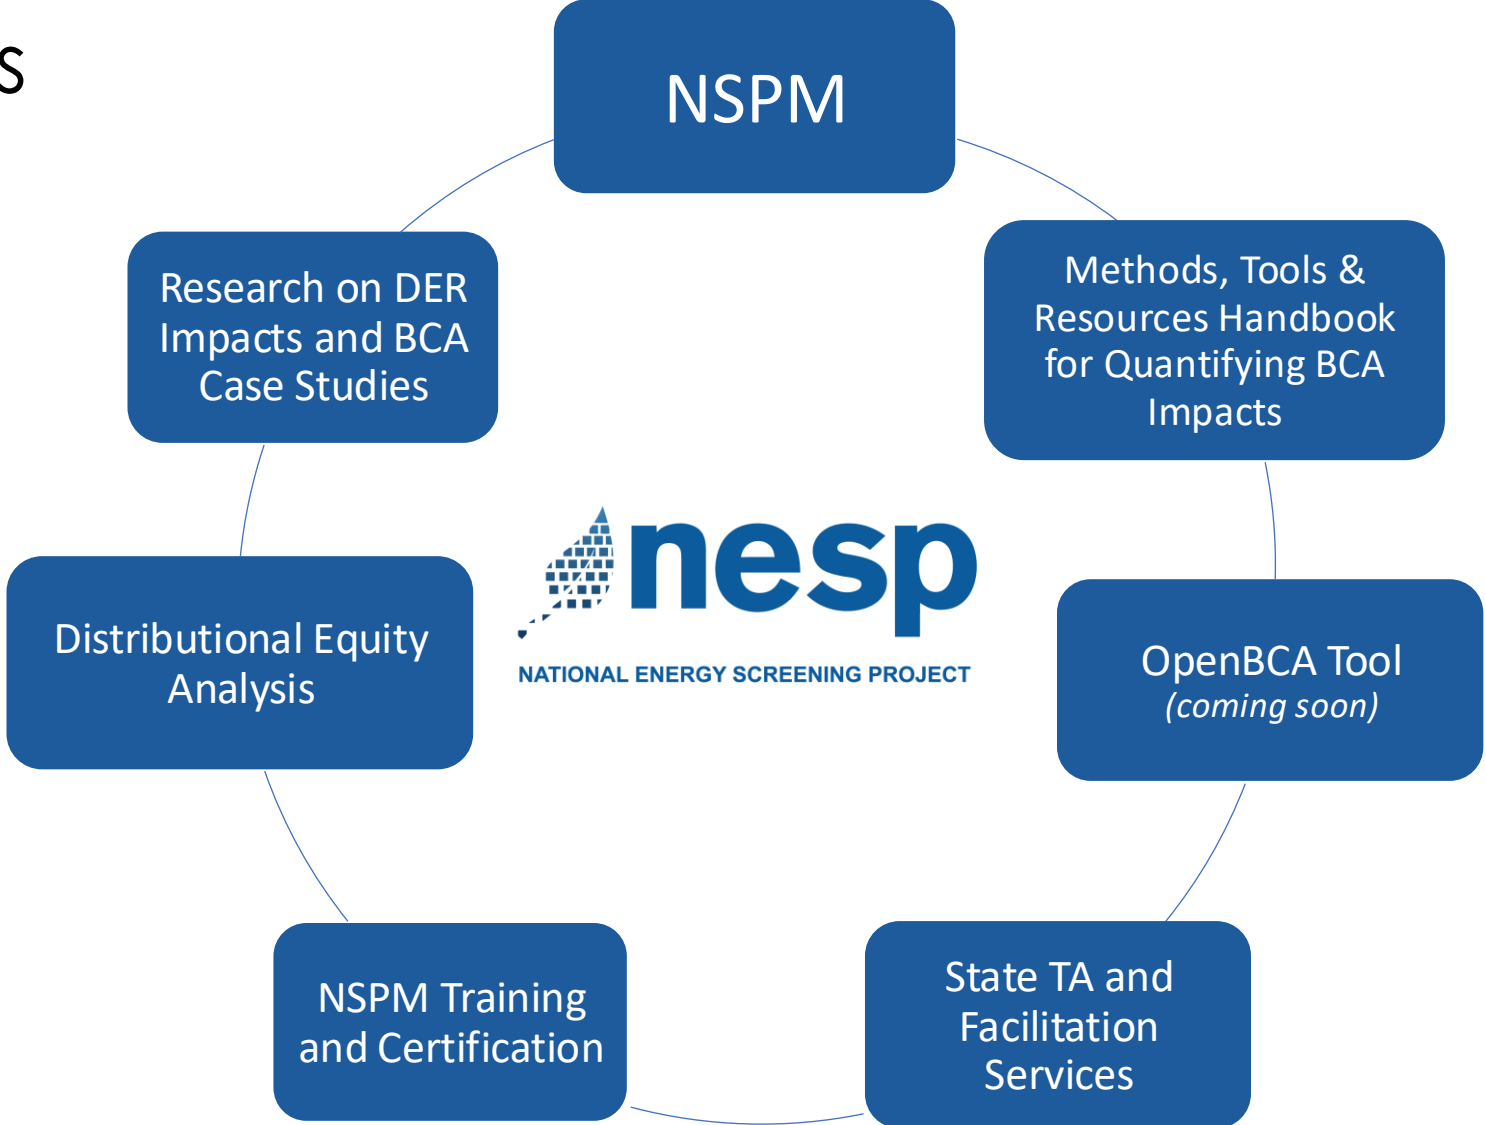 s
NSPM
Methods, Tools &
Resources Handbook
for Quantifying BCA
Impacts
OpenBCA Tool
(coming soon)
State TA and
Facilitation
Services
NSPM Training
and Certification
Distributional Equity
Analysis
Research on DER
Impacts and BCA
Case Studies
nesp
NATIONAL ENERGY SCREENING PROJECT